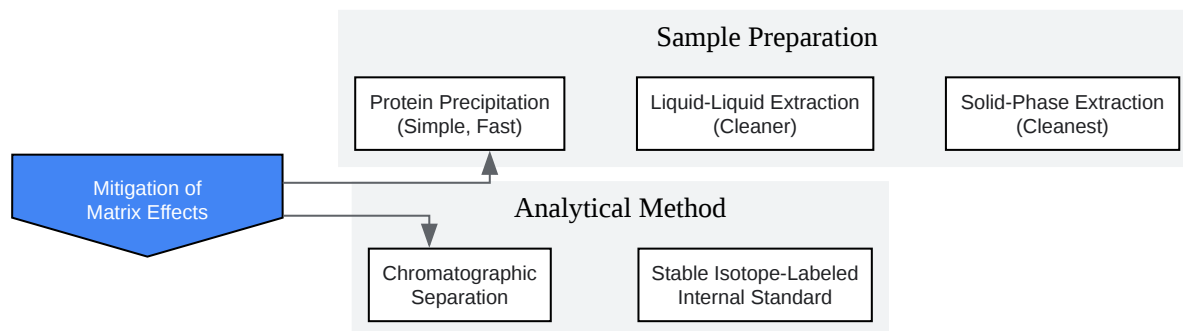 Sample Preparation
Protein Precipitation
(Simple, Fast)
Liquid-Liquid Extraction
(Cleaner)
Solid-Phase Extraction
(Cleanest)
Mitigation of
Matrix Effects
Analytical Method
Chromatographic
Separation
Stable Isotope-Labeled
Internal Standard